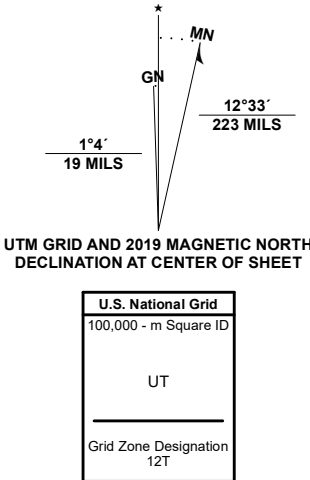 ★
MN
GN
12°33´
223 MILS
1°4´
19 MILS
UTM GRID AND 2019 MAGNETIC NORTH
DECLINATION AT CENTER OF SHEET
U.S. National Grid
100,000 - m Square ID
UT
Grid Zone Designation
12T